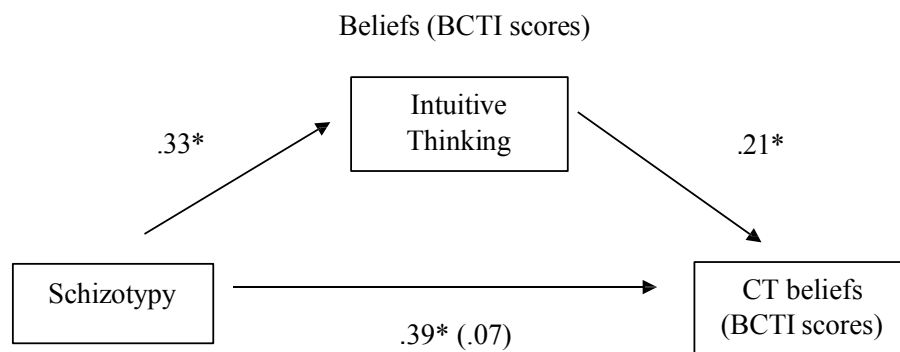 Beliefs (BCTI scores)
Intuitive
Thinking
.33*
.21*
Schizotypy
CT beliefs
(BCTI scores)
.39* (.07)